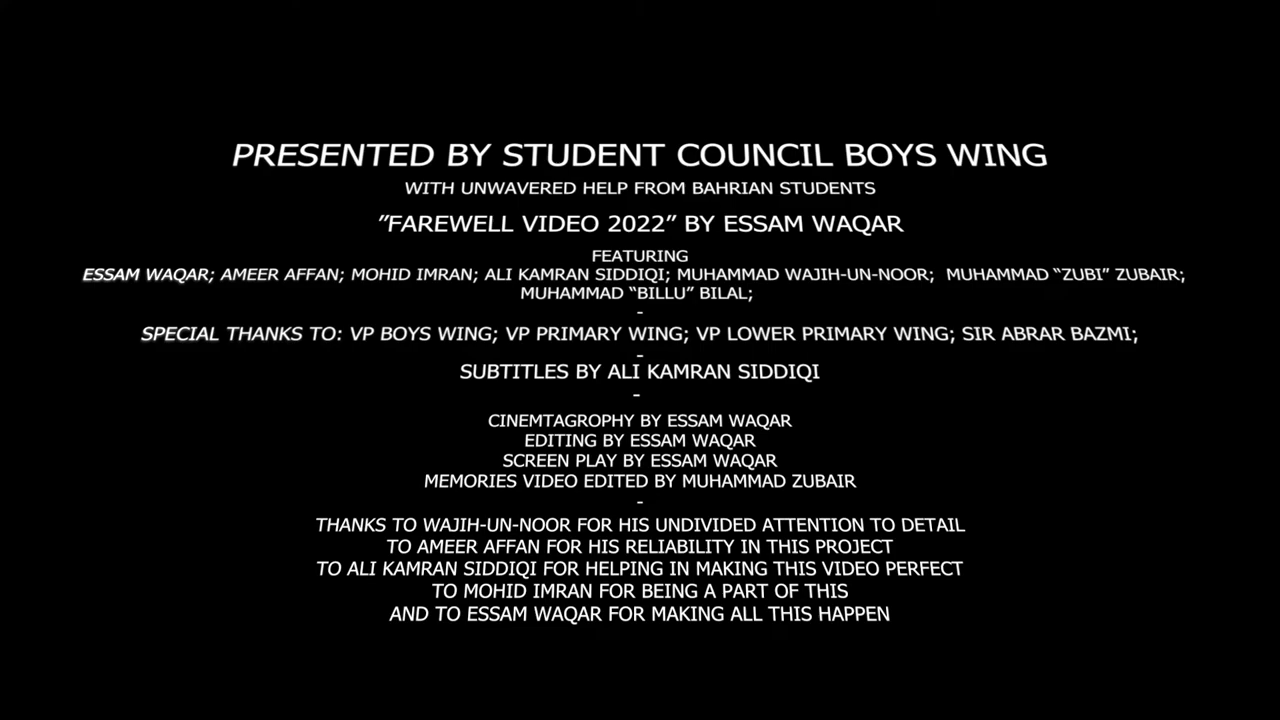 PRESENTED BY STUDENT COUNCIL BOYS WING
WITH UNWAVERED HELP FROM BAHRIAN STUDENTS
"FAREWELL VIDEO 2022" BY ESSAM WAQAR
FEATURING
ESSAM WAQAR; AMEER AFFAN; MOHID IMRAN; ALI KAMRAN SIDDIQI; MUHAMMAD WAJIH-UN-NOOR; MUHAMMAD "ZUBI" ZUBAIR;
MUHAMMAD "BILLU" BILAL;
-
SPECIAL THANKS TO: VP BOYS WING; VP PRIMARY WING; VP LOWER PRIMARY WING; SIR ABRAR BAZMI;
-
SUBTITLES BY ALI KAMRAN SIDDIQI
-
CINEMTAGROPHY BY ESSAM WAQAR
EDITING BY ESSAM WAQAR
SCREEN PLAY BY ESSAM WAQAR
MEMORIES VIDEO EDITED BY MUHAMMAD ZUBAIR
-
THANKS TO WAJIH-UN-NOOR FOR HIS UNDIVIDED ATTENTION TO DETAIL
TO AMEER AFFAN FOR HIS RELIABILITY IN THIS PROJECT
TO ALI KAMRAN SIDDIQI FOR HELPING IN MAKING THIS VIDEO PERFECT
TO MOHID IMRAN FOR BEING A PART OF THIS
AND TO ESSAM WAQAR FOR MAKING ALL THIS HAPPEN